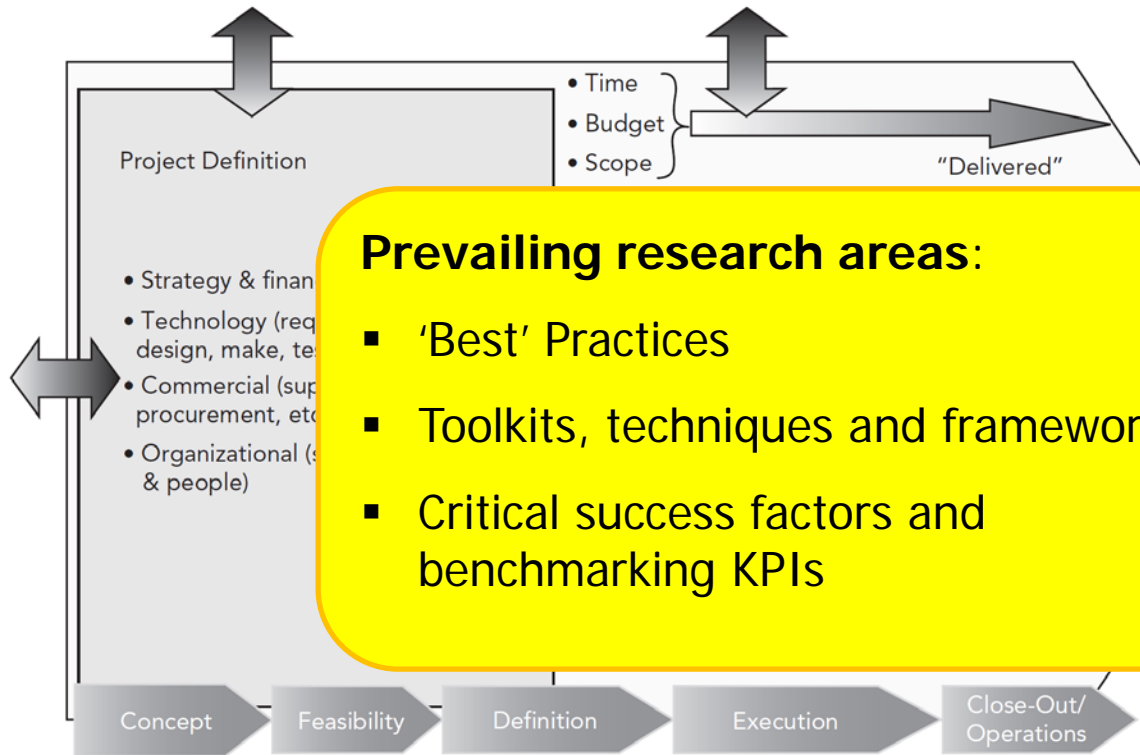 • Time
• Budget
• Scope
"Delivered"
Project Definition
• Strategy & finan
• Technology (req
design, make, te
• Commercial (sup
procurement, etc
• Organizational (
& people)
Prevailing research areas:
▪ ‘Best’ Practices
▪ Toolkits, techniques and framewor
▪ Critical success factors and
benchmarking KPIs
Concept
Feasibility
Definition
Execution
Close-Out/
Operations